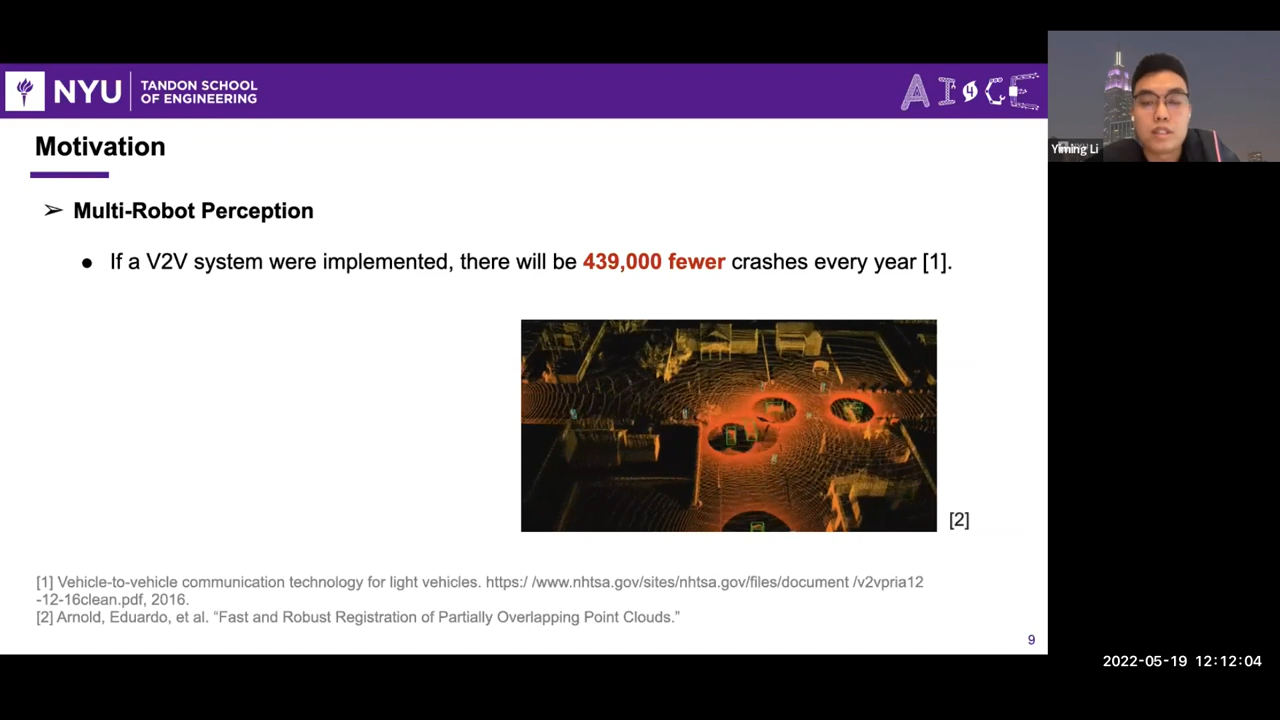 NYU
TANDON SCHOOL
OF ENGINEERING
AI4CE
Yiming Li
Motivation
➢ Multi-Robot Perception
● If a V2V system were implemented, there will be 439,000 fewer crashes every year [1].
[2]
[1] Vehicle-to-vehicle communication technology for light vehicles. https:/ /www.nhtsa.gov/sites/nhtsa.gov/files/document /v2vpria12
-12-16clean.pdf, 2016.
[2] Arnold, Eduardo, et al. “Fast and Robust Registration of Partially Overlapping Point Clouds.”
9
2022-05-19 12:12:04